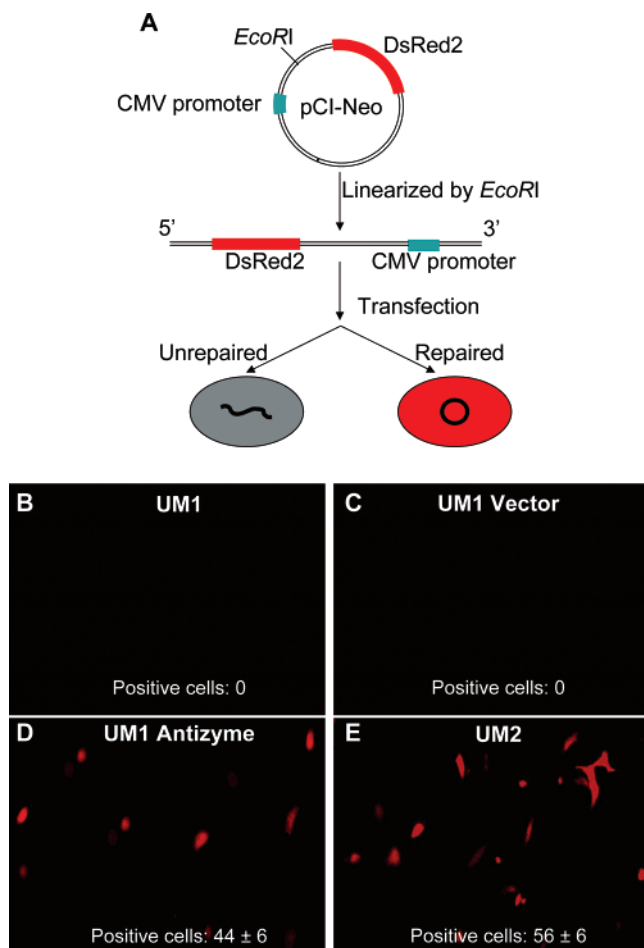 A
EcoRI
DsRed2
CMV promoter
pCI-Neo
Linearized by EcoRI
5’
3’
DsRed2
CMV promoter
Transfection
Unrepaired
Repaired
B
UM1
Positive cells: 0
C
UM1 Vector
Positive cells: 0
D
UM1 Antizyme
Positive cells: 44 ± 6
E
UM2
Positive cells: 56 ± 6